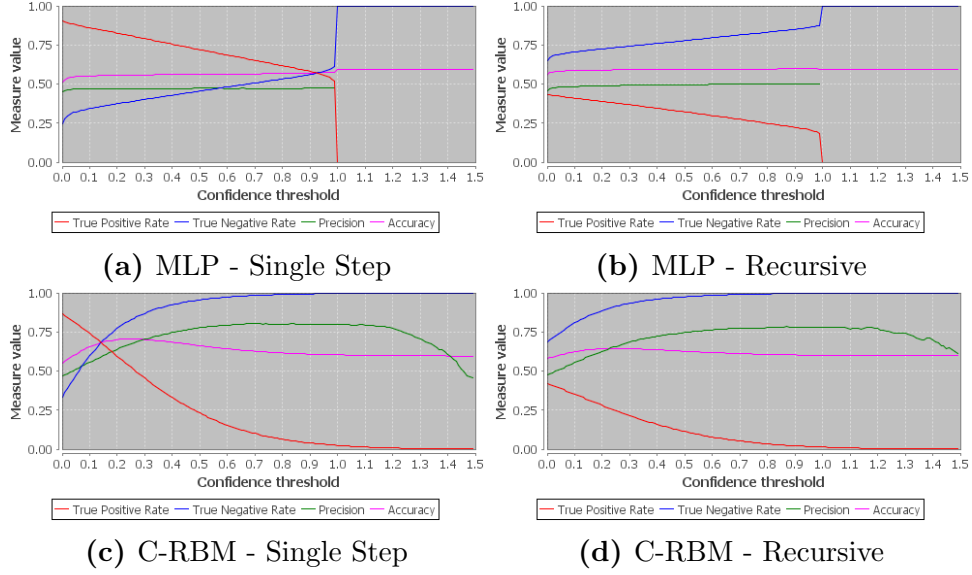 1.00 1.00
0.75 0.75
Measure value 0.50 Measure value 0.50
0.25 0.25
0.00 0.00
0.0 0.1 0.2 0.3 0.4 0.5 0.6 0.7 0.8 0.9 1.0 1.1 1.2 1.3 1.4 1.5 0.0 0.1 0.2 0.3 0.4 0.5 0.6 0.7 0.8 0.9 1.0 1.1 1.2 1.3 1.4 1.5
Confidence threshold Confidence threshold
True Positive Rate True Negative Rate Precision Accuracy True Positive Rate True Negative Rate Precision Accuracy
(a) MLP - Single Step (b) MLP - Recursive
1.00 1.00
0.75 0.75
Measure value 0.50 Measure value 0.50
0.25 0.25
0.00 0.00
0.0 0.1 0.2 0.3 0.4 0.5 0.6 0.7 0.8 0.9 1.0 1.1 1.2 1.3 1.4 1.5 0.0 0.1 0.2 0.3 0.4 0.5 0.6 0.7 0.8 0.9 1.0 1.1 1.2 1.3 1.4 1.5
Confidence threshold Confidence threshold
True Positive Rate True Negative Rate Precision Accuracy True Positive Rate True Negative Rate Precision Accuracy
(c) C-RBM - Single Step (d) C-RBM - Recursive